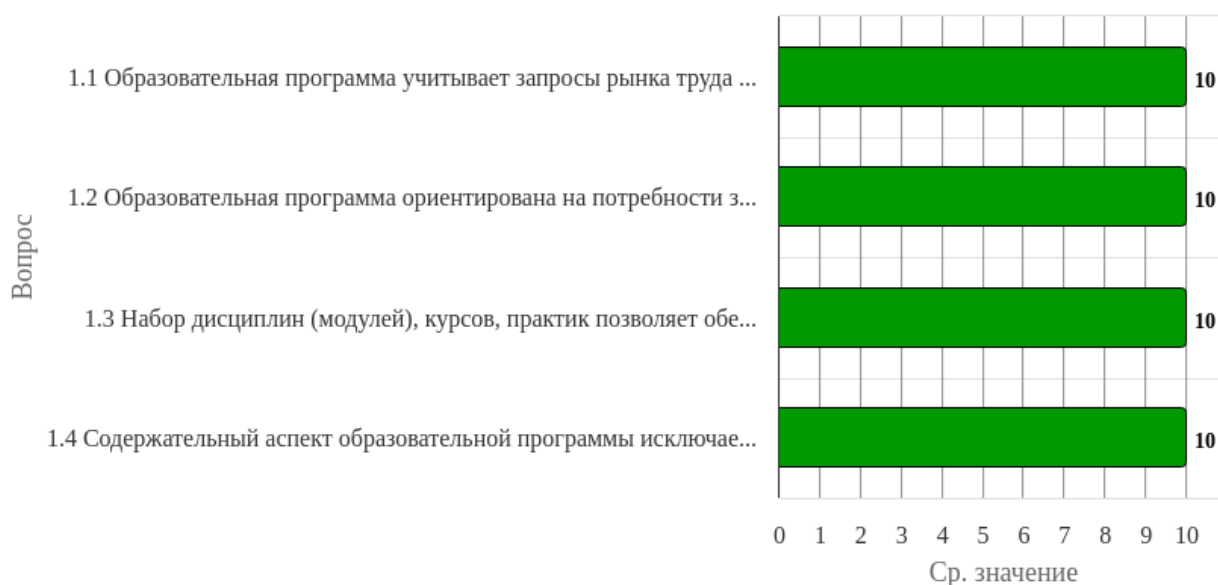 1.1 Образовательная программа учитывает запросы рынка труда ...
10
1.2 Образовательная программа ориентирована на потребности з...
10
1.3 Набор дисциплин (модулей), курсов, практик позволяет обе...
10
1.4 Содержательный аспект образовательной программы исключае...
10
Вопрос
0 1 2 3 4 5 6 7 8 9 10
Ср. значение